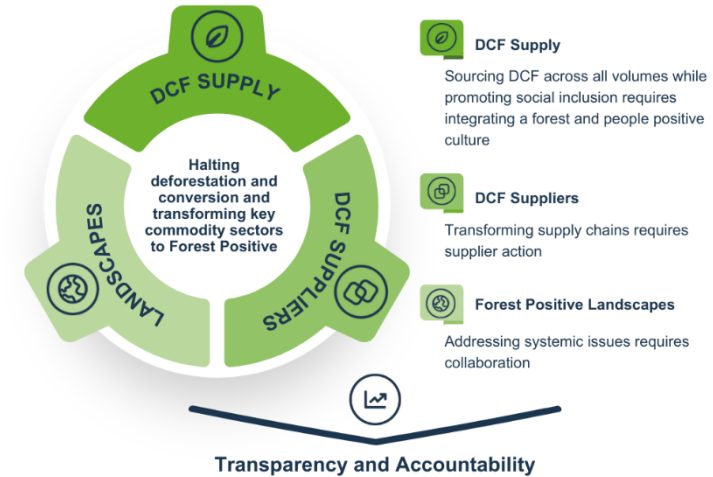 DCF SUPPLY
LANDSCAPES
DCF SUPPLIERS
Halting
deforestation and
conversion and
transforming key
commodity sectors
to Forest Positive
DCF Supply
Sourcing DCF across all volumes while
promoting social inclusion requires
integrating a forest and people positive
culture
DCF Suppliers
Transforming supply chains requires
supplier action
Forest Positive Landscapes
Addressing systemic issues requires
collaboration
Transparency and Accountability